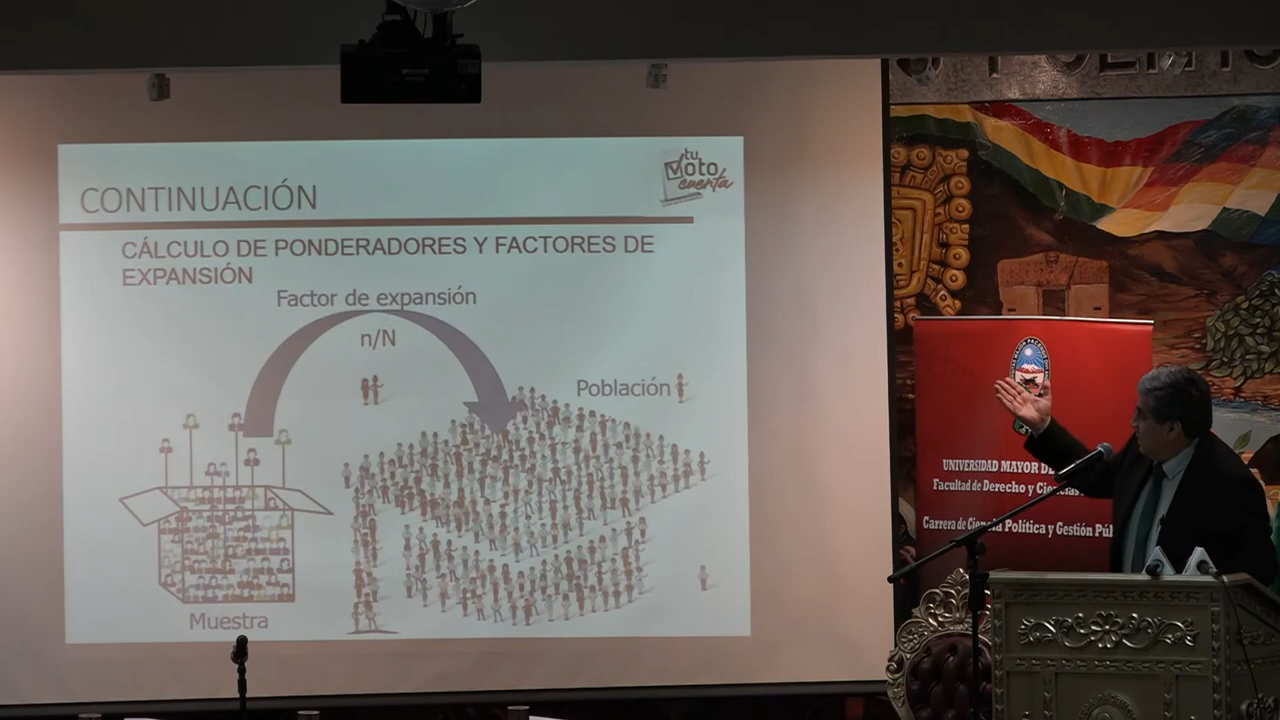 tu
Voto
cuenta
CONTINUACIÓN
CÁLCULO DE PONDERADORES Y FACTORES DE
EXPANSIÓN
Factor de expansión
n/N
Población
Muestra
UNIVERSIDAD MAYOR DE
Facultad de Derecho y Ciencias
Carrera de Ciencia Política y Gestión Púb